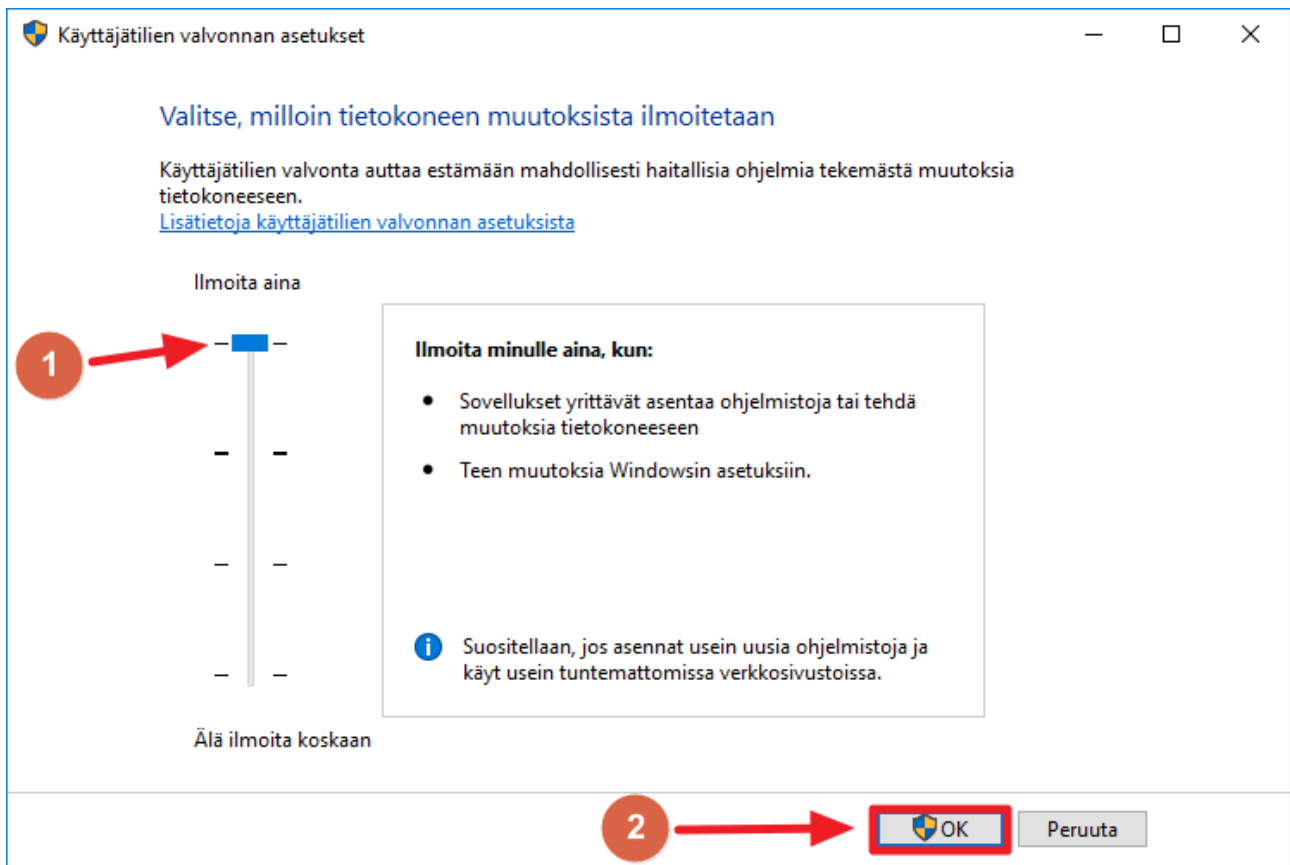 Käyttäjätilien valvonnan asetukset
Valitse, milloin tietokoneen muutoksista ilmoitetaan
Käyttäjätilien valvonta auttaa estämään mahdollisesti haitallisia ohjelmia tekemästä muutoksia
tietokoneeseen.
Lisätietoja käyttäjätilien valvonnan asetuksista
Ilmoita aina
1
Ilmoita minulle aina, kun:
• Sovellukset yrittävät asentaa ohjelmistoja tai tehdä
muutoksia tietokoneeseen
• Teen muutoksia Windowsin asetuksiin.
i Suositellaan, jos asennat usein uusia ohjelmistoja ja
käyt usein tuntemattomissa verkkosivustoissa.
Älä ilmoita koskaan
2
OK
Peruuta